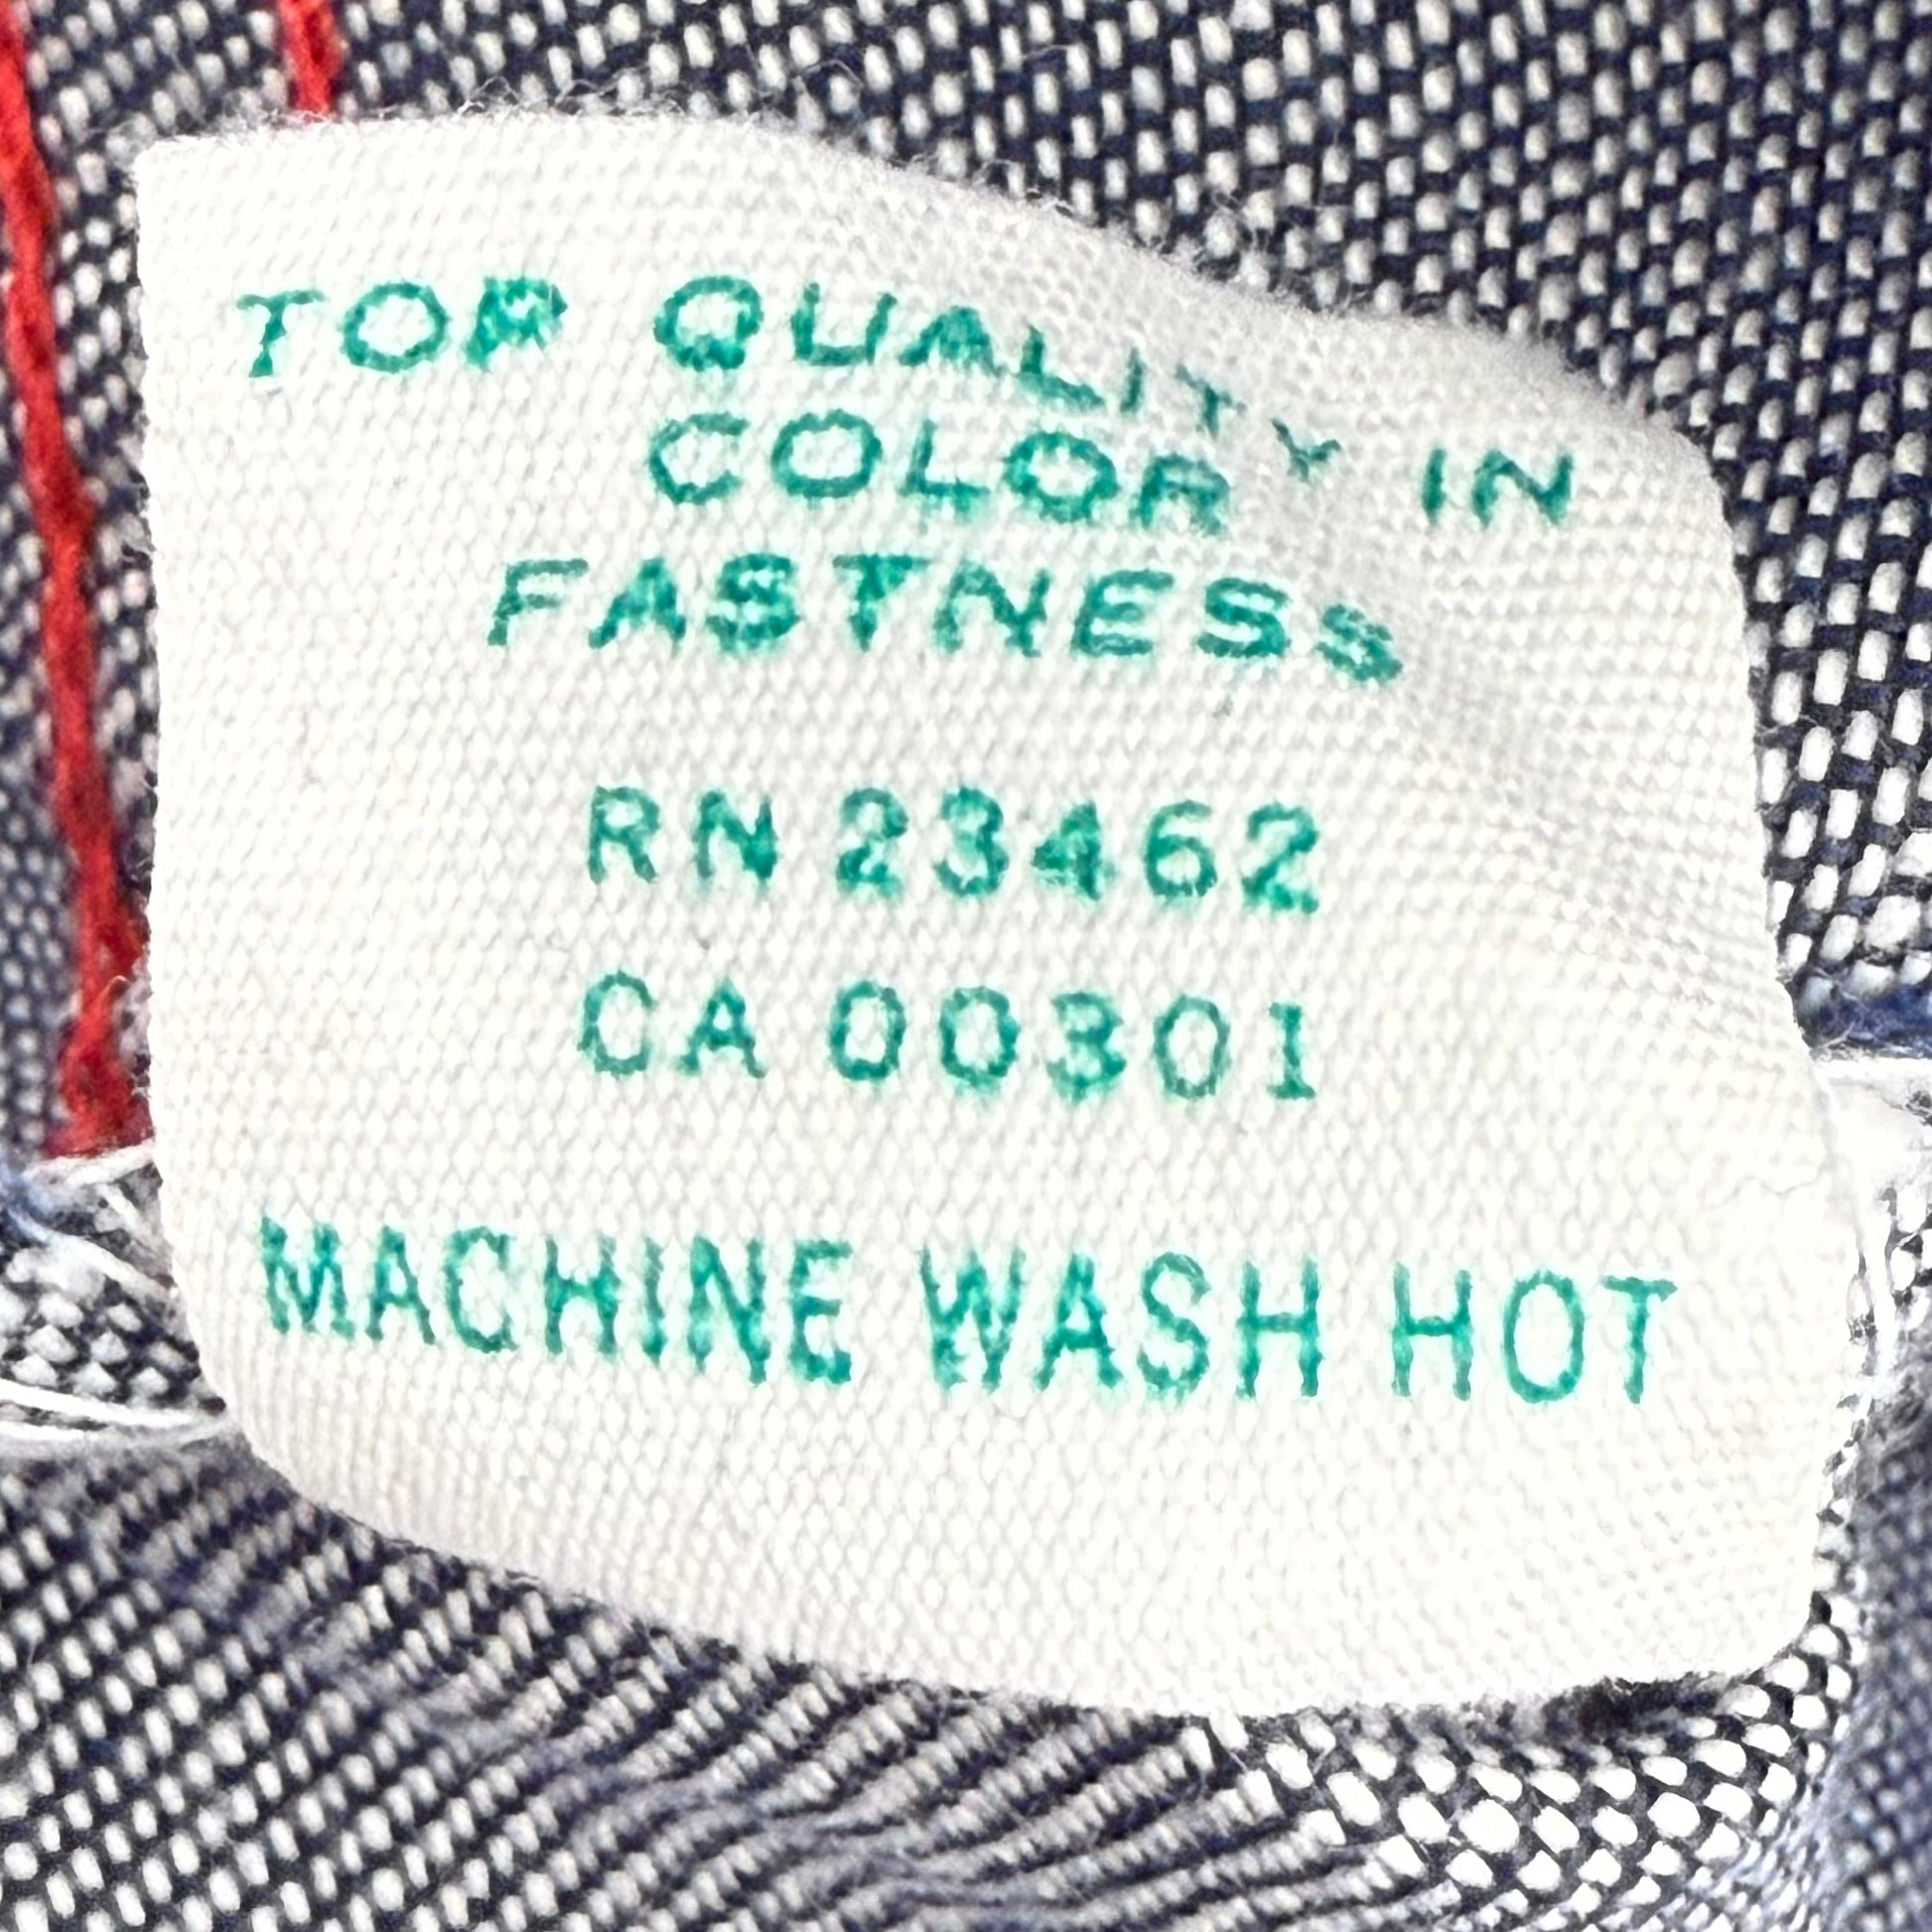 TOP QUALITY IN
COLOR
FASTNESS
RN 23462
CA 00301
MACHINE WASH HOT